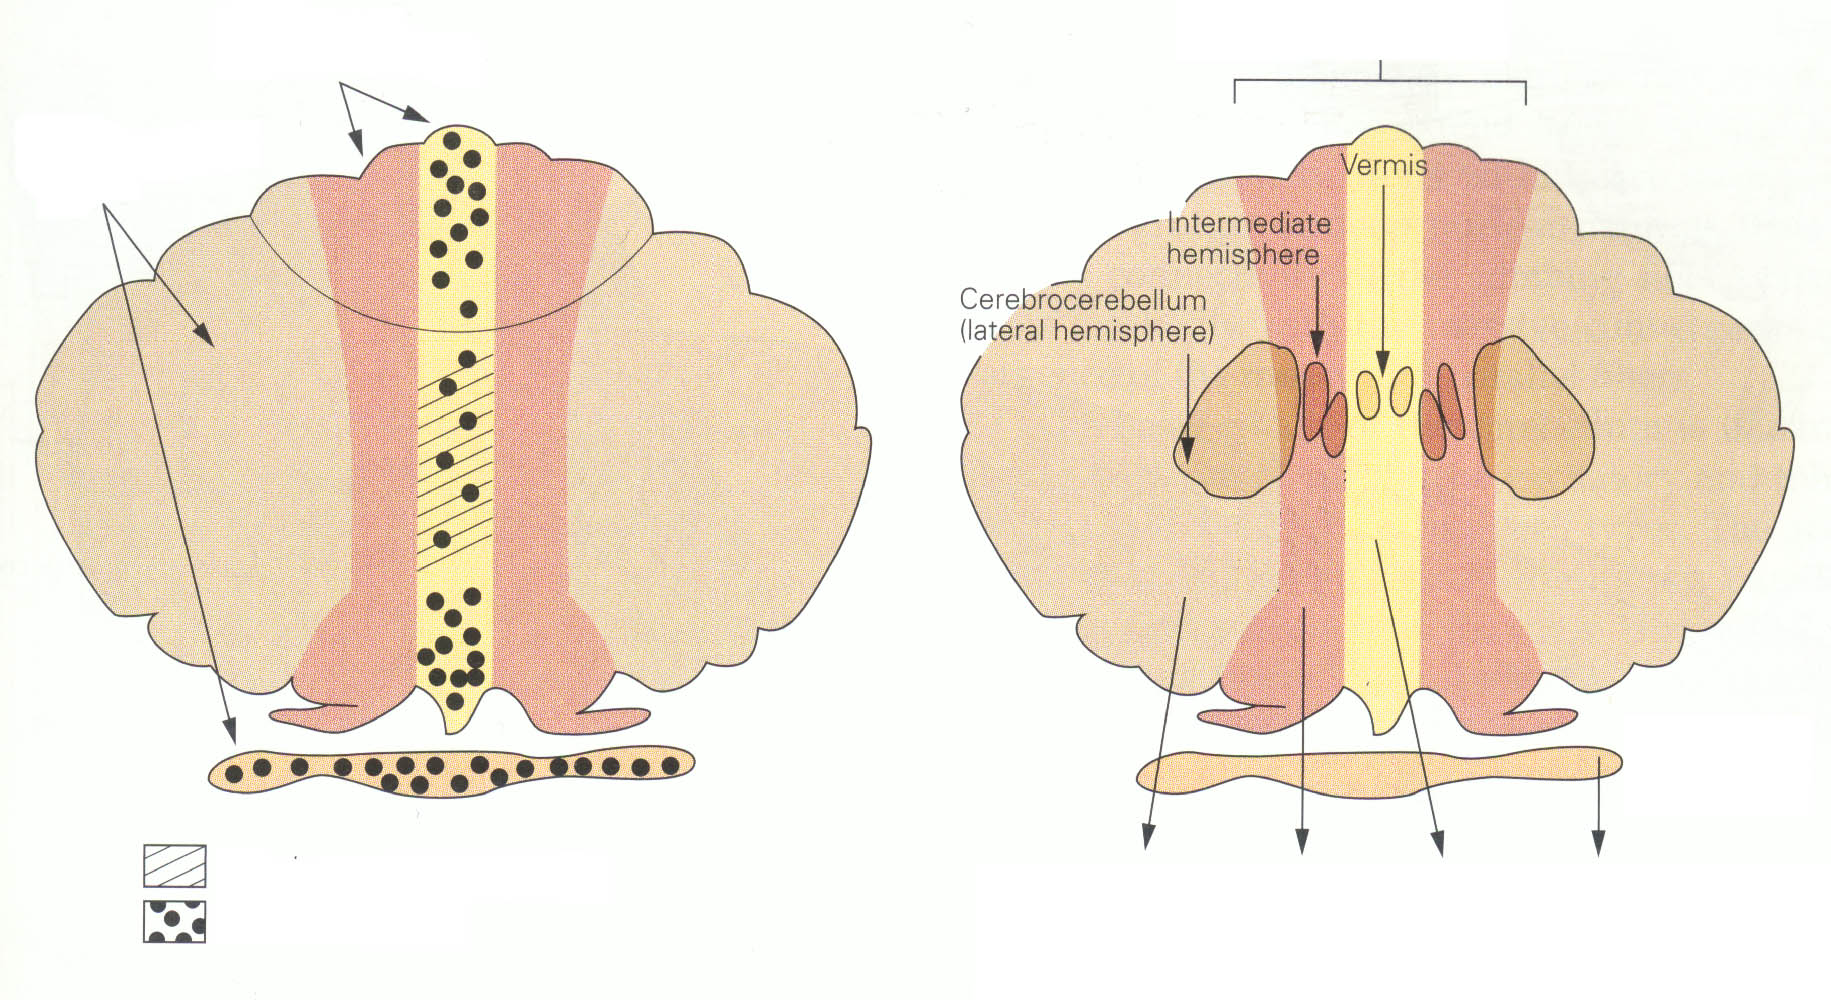 Vermis
Intermediate
hemisphere
Cerebrocerebellum
(lateral hemisphere)